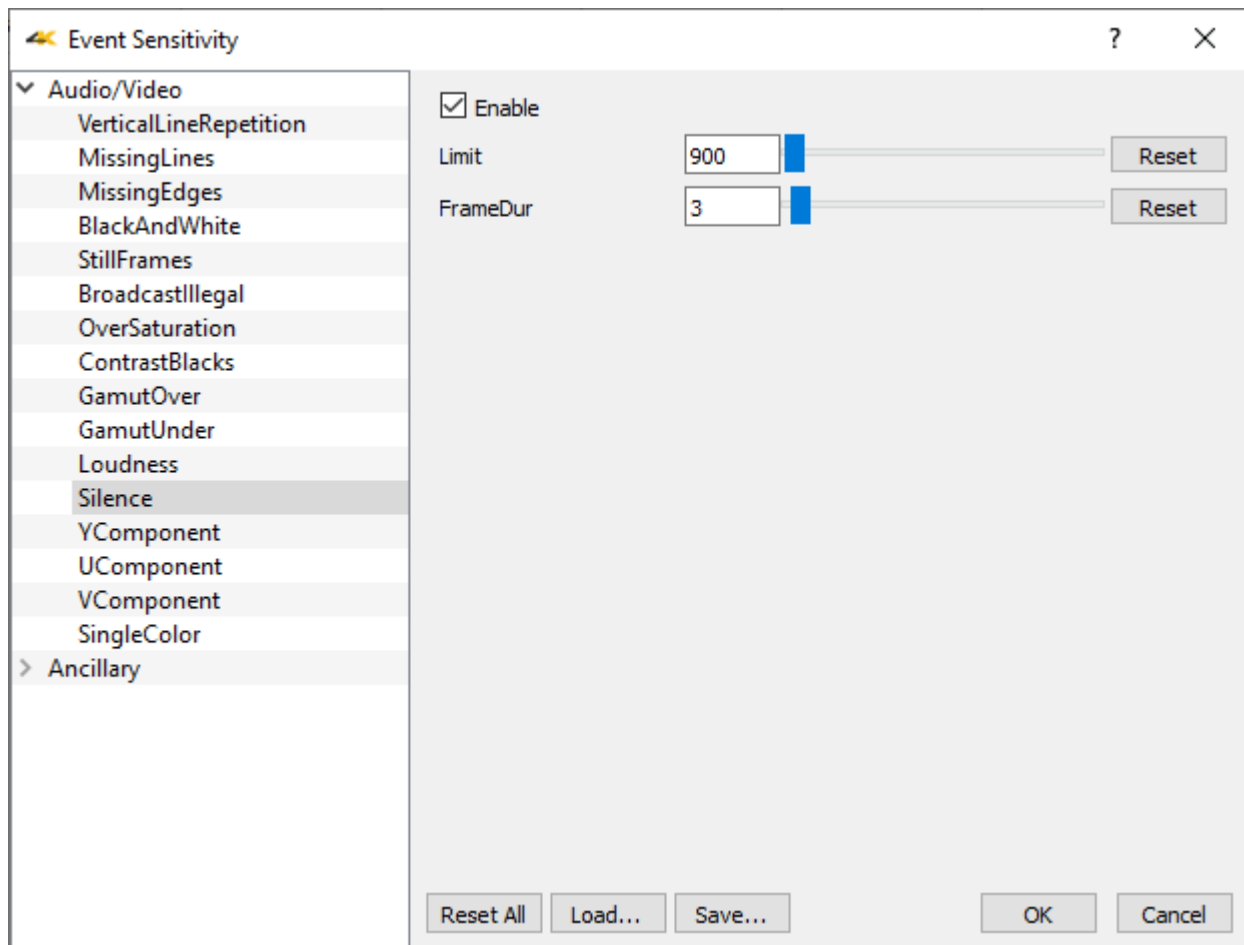 4K Event Sensitivity ?
Audio/Video
VerticalLineRepetition
MissingLines
MissingEdges
BlackAndWhite
StillFrames
BroadcastIllegal
OverSaturation
ContrastBlacks
GamutOver
GamutUnder
Loudness
Silence
YComponent
UComponent
VComponent
SingleColor
Ancillary
Enable
Limit 900 Reset
FrameDur 3 Reset
Reset All Load... Save... OK Cancel